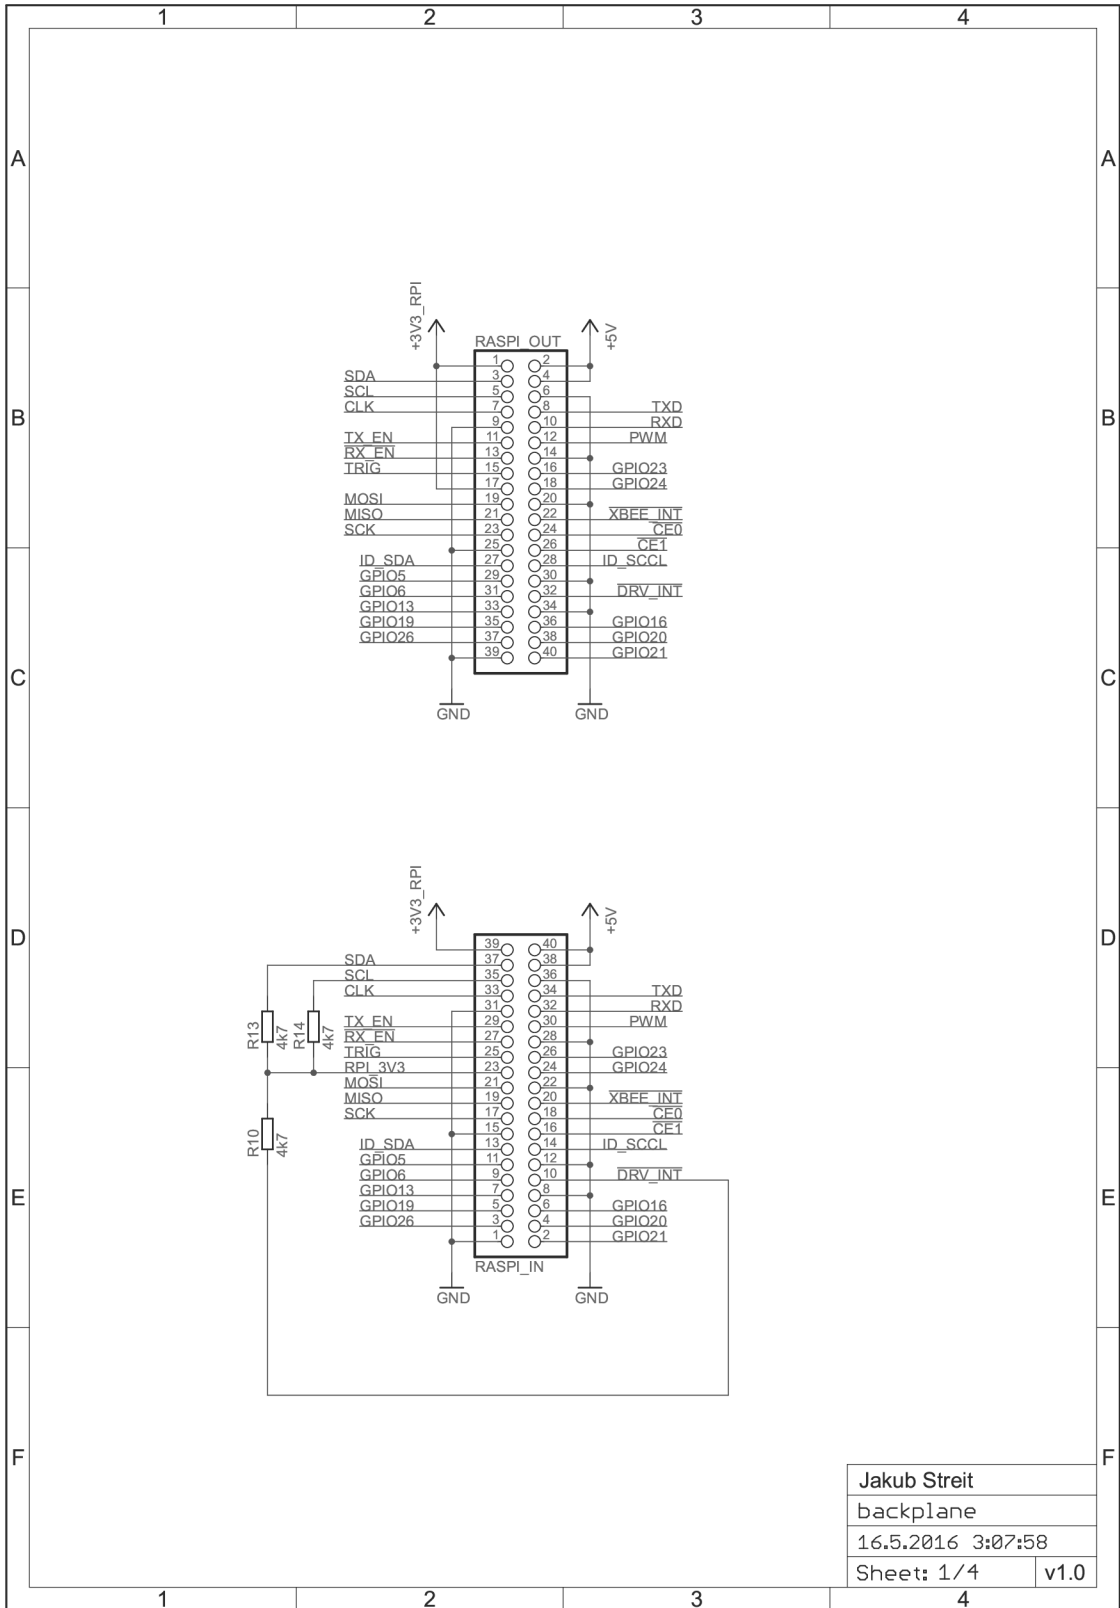 1 2 3 4
A A
+3V3_RPI +5V
RASPI_OUT
1 2
SDA 3 4
SCL 5 6
CLK 7 8 TXD
9 10 RXD
TX_EN 11 12 PWM
RX_EN 13 14
TRIG 15 16 GPIO23
17 18 GPIO24
MOSI 19 20
MISO 21 22 XBEE_INT
SCK 23 24 CE0
25 26 CE1
ID_SDA 27 28 ID_SCCL
GPIO5 29 30
GPIO6 31 32 DRV_INT
GPIO13 33 34
GPIO19 35 36 GPIO16
GPIO26 37 38 GPIO20
39 40 GPIO21
B B
C C
GND GND
+3V3_RPI +5V
D D
39 40
SDA 37 38
SCL 35 36
CLK 33 34 TXD
31 32 RXD
TX_EN 29 30 PWM
RX_EN 27 28
TRIG 25 26 GPIO23
RPI_3V3 23 24 GPIO24
MOSI 21 22
MISO 19 20 XBEE_INT
SCK 17 18 CE0
15 16 CE1
ID_SDA 13 14 ID_SCCL
GPIO5 11 12
GPIO6 9 10 DRV_INT
GPIO13 7 8
GPIO19 5 6 GPIO16
GPIO26 3 4 GPIO20
1 2 GPIO21
RASPI_IN
R13 4k7
R14 4k7
R10 4k7
E E
GND GND
F F
Jakub Streit
backplane
16.5.2016 3:07:58
Sheet: 1/4 v1.0
1 2 3 4